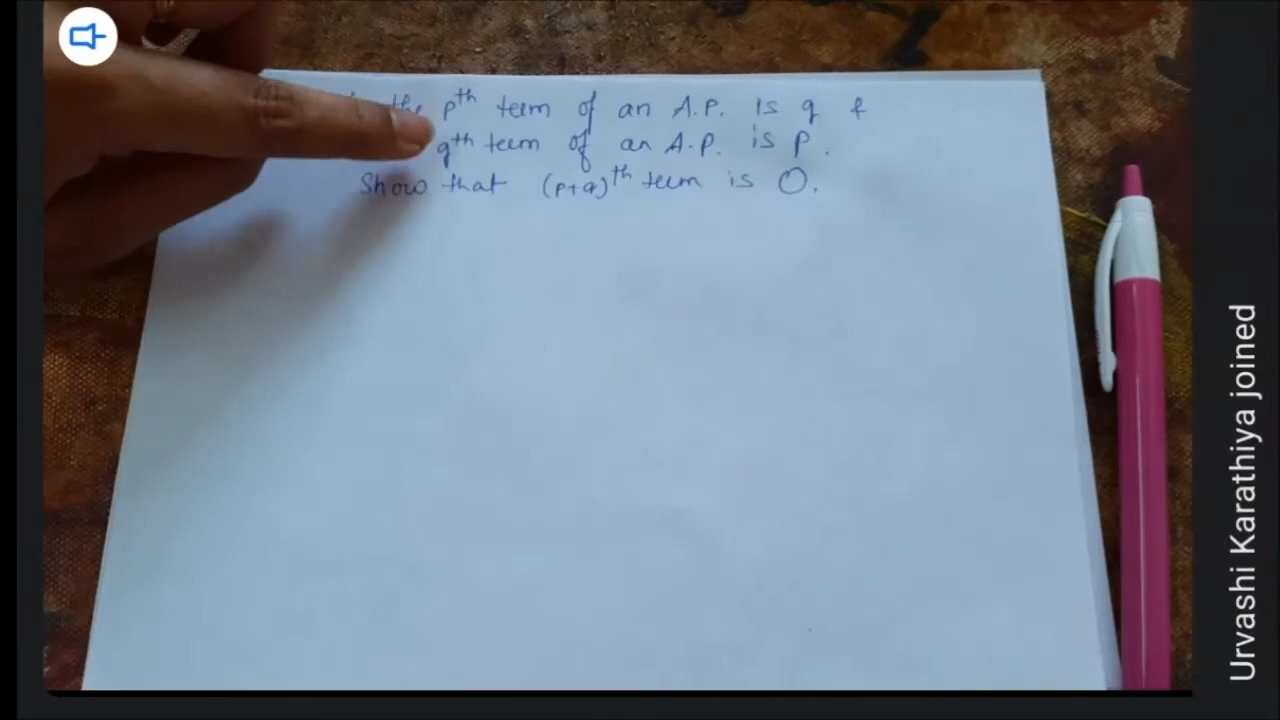 the pth term of an A.P. is q &
qth term of an A.P. is p.
Show that (p+q)th term is 0.
Urvashi Karathiya joined